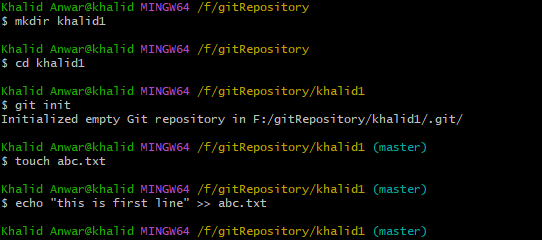 Khalid Anwar@khalid MINGW64 /f/gitRepository
$ mkdir khalid1
Khalid Anwar@khalid MINGW64 /f/gitRepository
$ cd khalid1
Khalid Anwar@khalid MINGW64 /f/gitRepository/khalid1
$ git init
Initialized empty Git repository in F:/gitRepository/khalid1/.git/
Khalid Anwar@khalid MINGW64 /f/gitRepository/khalid1 (master)
$ touch abc.txt
Khalid Anwar@khalid MINGW64 /f/gitRepository/khalid1 (master)
$ echo "this is first line" >> abc.txt
Khalid Anwar@khalid MINGW64 /f/gitRepository/khalid1 (master)